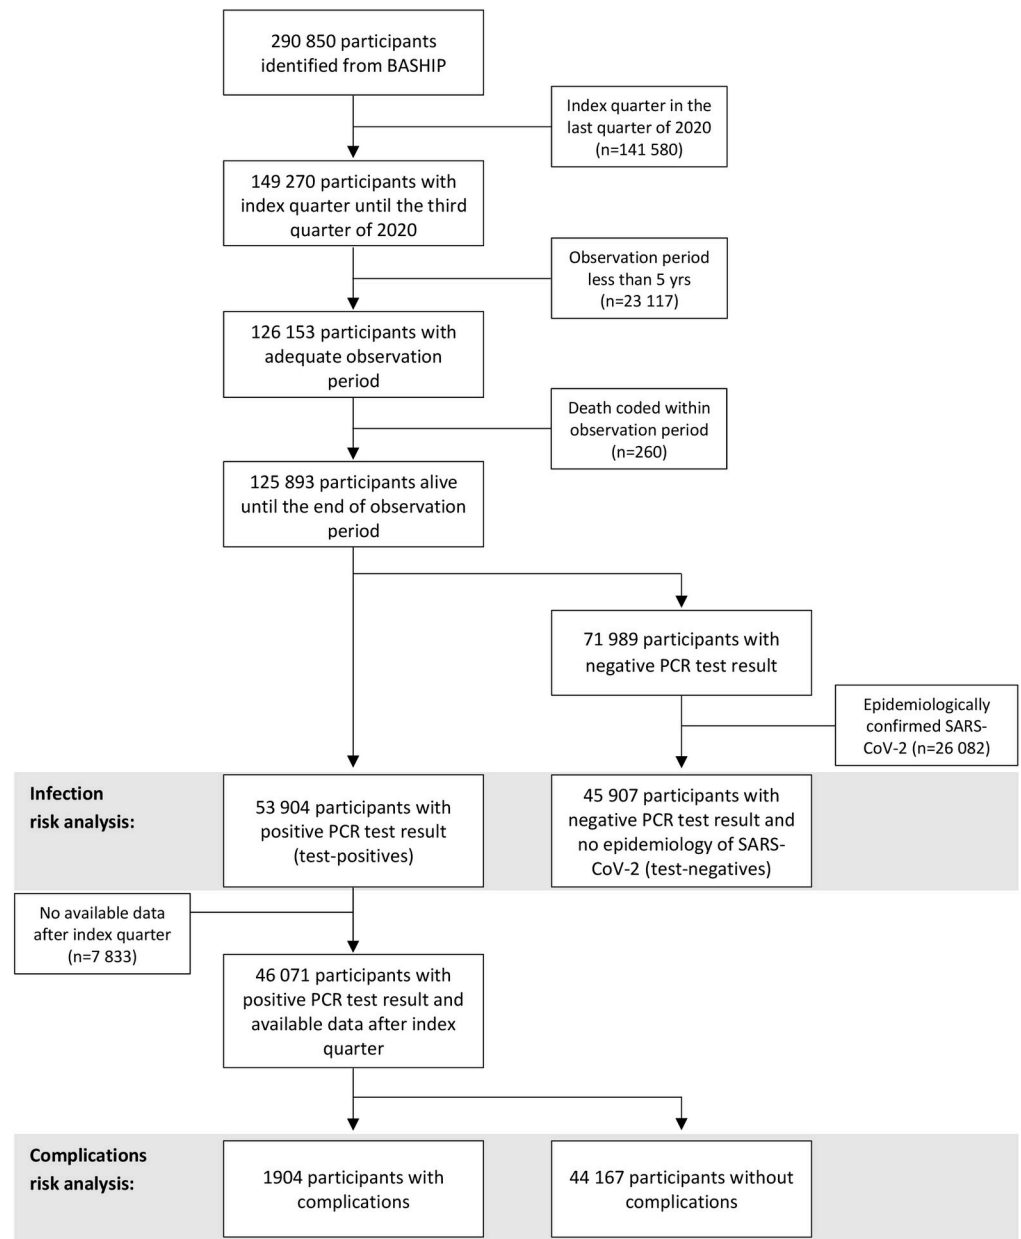 290 850 participants
identified from BASHIP
Index quarter in the
last quarter of 2020
(n=141 580)
149 270 participants with
index quarter until the third
quarter of 2020
Observation period
less than 5 yrs
(n=23 117)
126 153 participants with
adequate observation
period
Death coded within
observation period
(n=260)
125 893 participants alive
until the end of observation
period
71 989 participants with
negative PCR test result
Epidemiologically
confirmed SARS-
CoV-2 (n=26 082)
Infection
risk analysis:
53 904 participants with
positive PCR test result
(test-positives)
45 907 participants with
negative PCR test result and
no epidemiology of SARS-
CoV-2 (test-negatives)
No available data
after index quarter
(n=7 833)
46 071 participants with
positive PCR test result and
available data after index
quarter
Complications
risk analysis:
1904 participants with
complications
44 167 participants without
complications